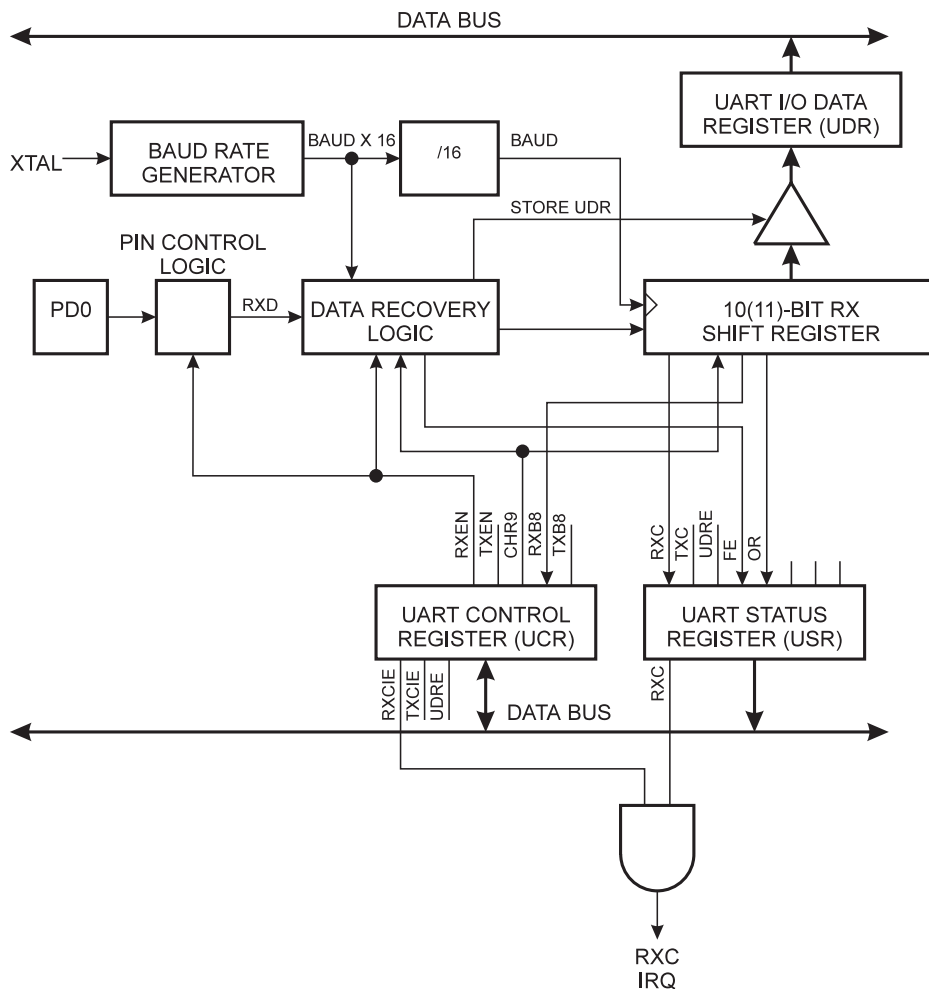 DATA BUS
UART I/O DATA
REGISTER (UDR)
XTAL
BAUD RATE
GENERATOR
BAUD X 16
/16
BAUD
STORE UDR
PIN CONTROL
LOGIC
PD0
RXD
DATA RECOVERY
LOGIC
10(11)-BIT RX
SHIFT REGISTER
RXEN
TXEN
CHR9
RXB8
TXB8
RXC
TXC
UDRE
FE
OR
UART CONTROL
REGISTER (UCR)
UART STATUS
REGISTER (USR)
RXCIE
TXCIE
UDRE
RXC
DATA BUS
RXC
IRQ